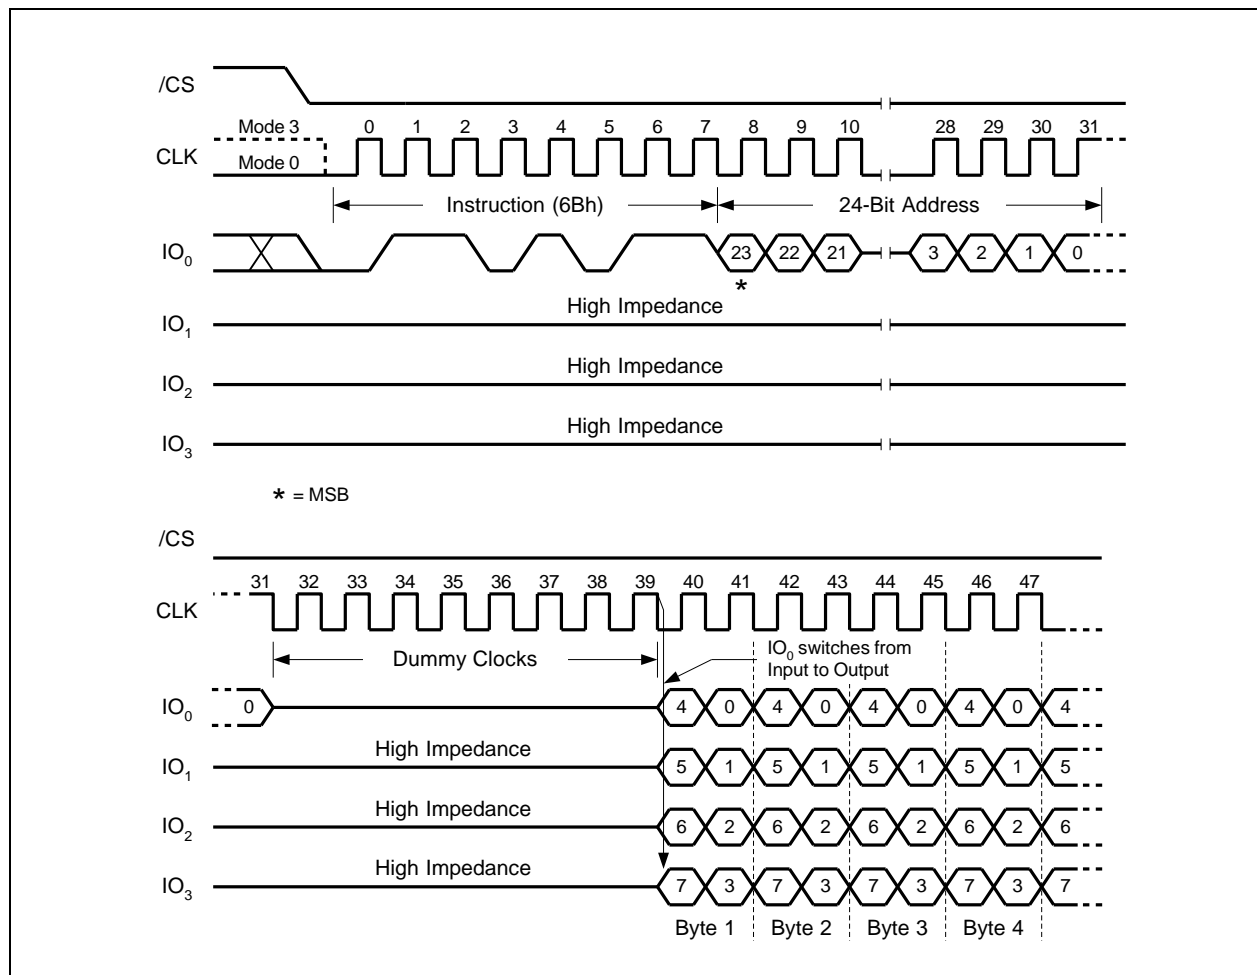 /CS
Mode 3 0 1 2 3 4 5 6 7 8 9 10 28 29 30 31
CLK
Mode 0
Instruction (6Bh) 24-Bit Address
IO0 23 22 21 3 2 1 0
*
High Impedance
IO1
High Impedance
IO2
High Impedance
IO3
* = MSB
/CS
31 32 33 34 35 36 37 38 39 40 41 42 43 44 45 46 47
CLK
Dummy Clocks
IO0 switches from
Input to Output
IO0 0 4 0 4 0 4 0 4 0 4
High Impedance
IO1 5 1 5 1 5 1 5 1 5
High Impedance
IO2 6 2 6 2 6 2 6 2 6
High Impedance
IO3 7 3 7 3 7 3 7 3 7
Byte 1 Byte 2 Byte 3 Byte 4